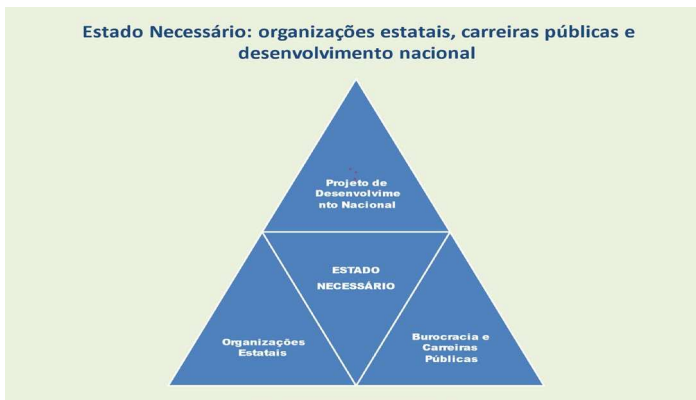 Estado Necessário: organizações estatais, carreiras públicas e
desenvolvimento nacional
Projeto de
Desenvolvime
nto Nacional
ESTADO
NECESSÁRIO
Organizações
Estatais
Burocracia e
Carreiras
Públicas